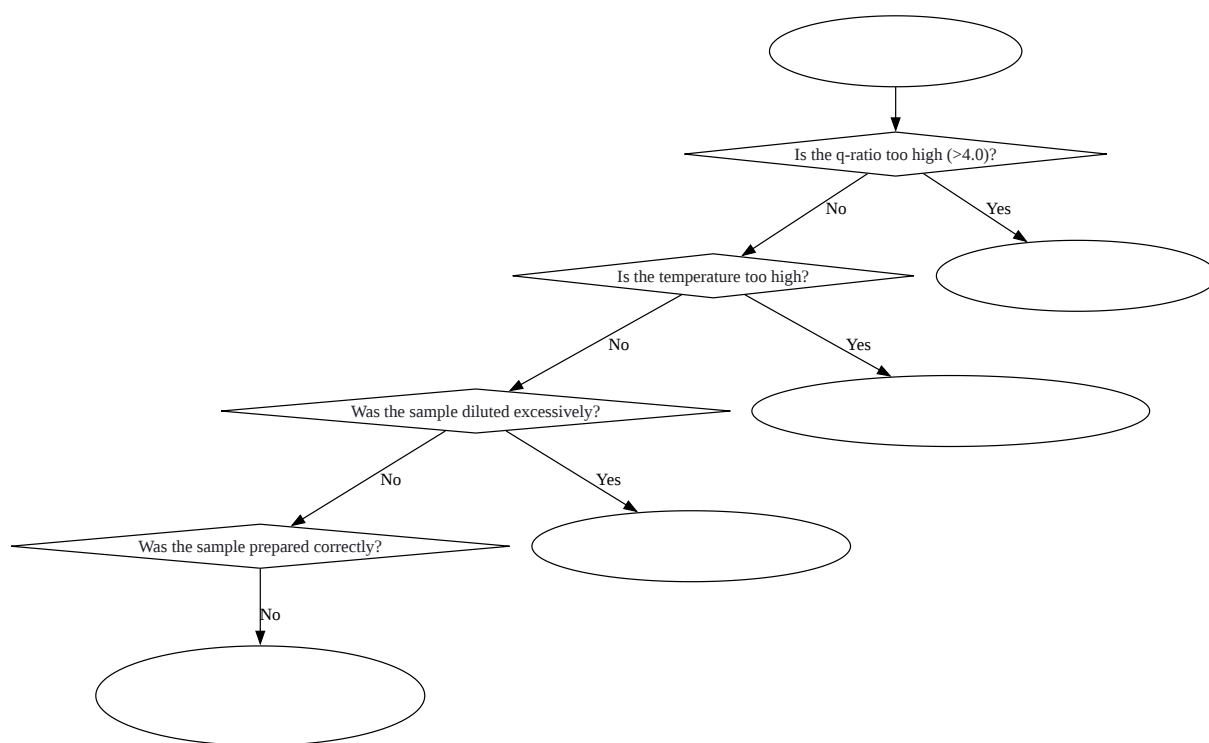 Is the q-ratio too high (>4.0)?
No
Yes
Is the temperature too high?
No
Yes
Was the sample diluted excessively?
No
Yes
Was the sample prepared correctly?
No